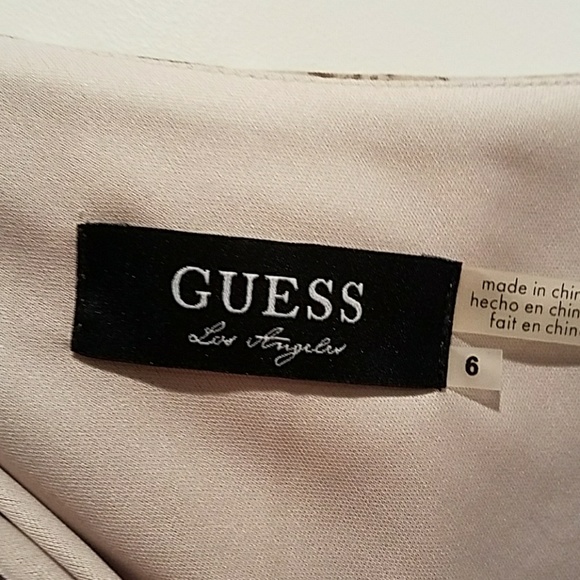 GUESS
Los Angeles
made in chin
hecho en chin
fait en chin
6